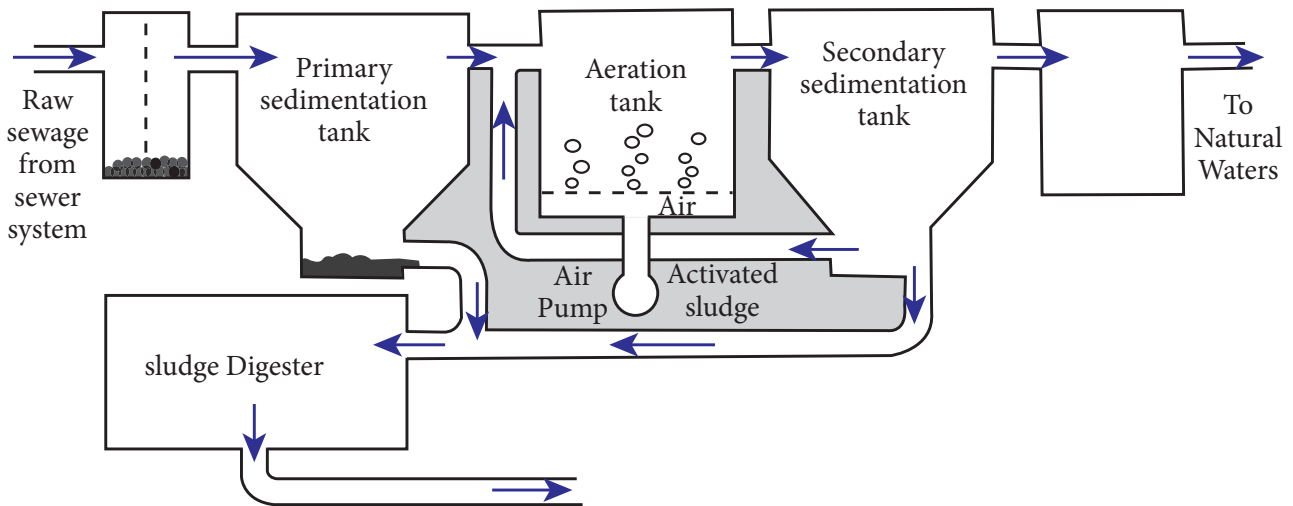 Raw
sewage
from
sewer
system
Primary
sedimentation
tank
Aeration
tank
Air
Secondary
sedimentation
tank
To
Natural
Waters
Air
Pump
Activated
sludge
sludge Digester